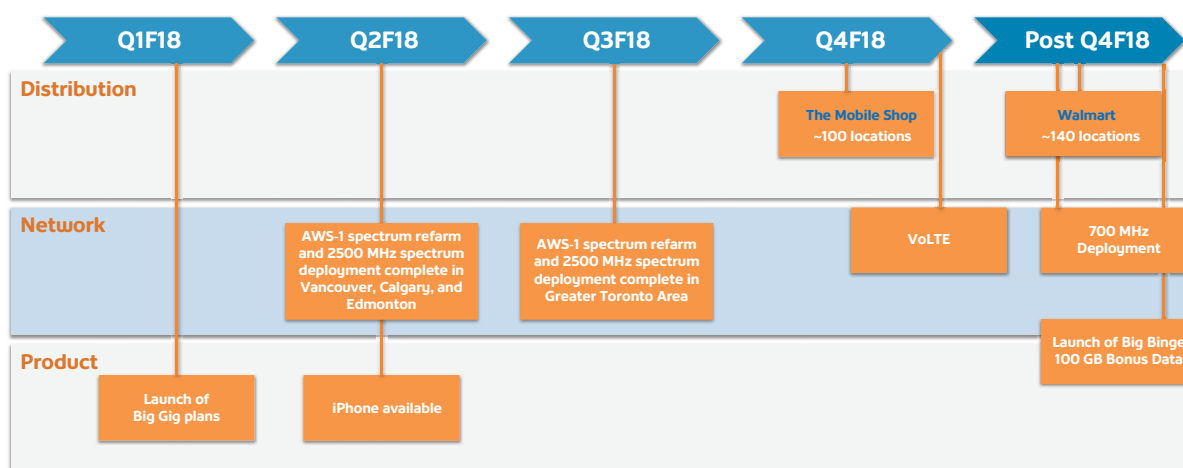 Q1F18
Q2F18
Q3F18
Q4F18
Post Q4F18
Distribution
The Mobile Shop
~100 locations
Walmart
~140 locations
Network
AWS-1 spectrum refarm
and 2500 MHz spectrum
deployment complete in
Vancouver, Calgary, and
Edmonton
AWS-1 spectrum refarm
and 2500 MHz spectrum
deployment complete in
Greater Toronto Area
VoLTE
700 MHz
Deployment
Launch of Big Binge
100 GB Bonus Data
Product
Launch of
Big Gig plans
iPhone available